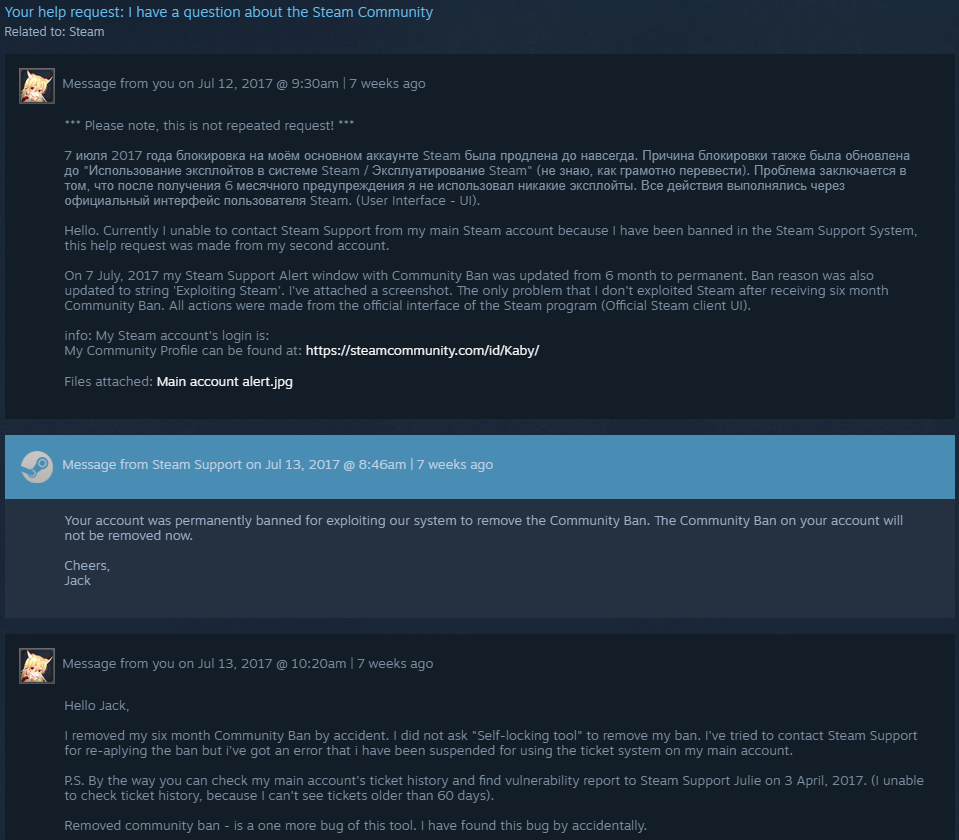 Your help request: I have a question about the Steam Community
Related to: Steam
Message from you on Jul 12, 2017 @ 9:30am | 7 weeks ago
*** Please note, this is not repeated request! ***
7 июля 2017 года блокировка на моём основном аккаунте Steam была продлена до навсегда. Причина блокировки также была обновлена
до "Использование эксплойтов в системе Steam / Эксплуатирование Steam" (не знаю, как грамотно перевести). Проблема заключается в
том, что после получения 6 месячного предупреждения я не использовал никакие эксплойты. Все действия выполнялись через
официальный интерфейс пользователя Steam. (User Interface - UI).
Hello. Currently I unable to contact Steam Support from my main Steam account because I have been banned in the Steam Support System,
this help request was made from my second account.
On 7 July, 2017 my Steam Support Alert window with Community Ban was updated from 6 month to permanent. Ban reason was also
updated to string 'Exploiting Steam'. I've attached a screenshot. The only problem that I don't exploited Steam after receiving six month
Community Ban. All actions were made from the official interface of the Steam program (Official Steam client UI).
info: My Steam account's login is:
My Community Profile can be found at: https://steamcommunity.com/id/Kaby/
Files attached: Main account alert.jpg
Message from Steam Support on Jul 13, 2017 @ 8:46am | 7 weeks ago
Your account was permanently banned for exploiting our system to remove the Community Ban. The Community Ban on your account will
not be removed now.
Cheers,
Jack
Message from you on Jul 13, 2017 @ 10:20am | 7 weeks ago
Hello Jack,
I removed my six month Community Ban by accident. I did not ask "Self-locking tool" to remove my ban. I've tried to contact Steam Support
for re-aplying the ban but i've got an error that i have been suspended for using the ticket system on my main account.
P.S. By the way you can check my main account's ticket history and find vulnerability report to Steam Support Julie on 3 April, 2017. (I unable
to check ticket history, because I can't see tickets older than 60 days).
Removed community ban - is a one more bug of this tool. I have found this bug by accidentally.